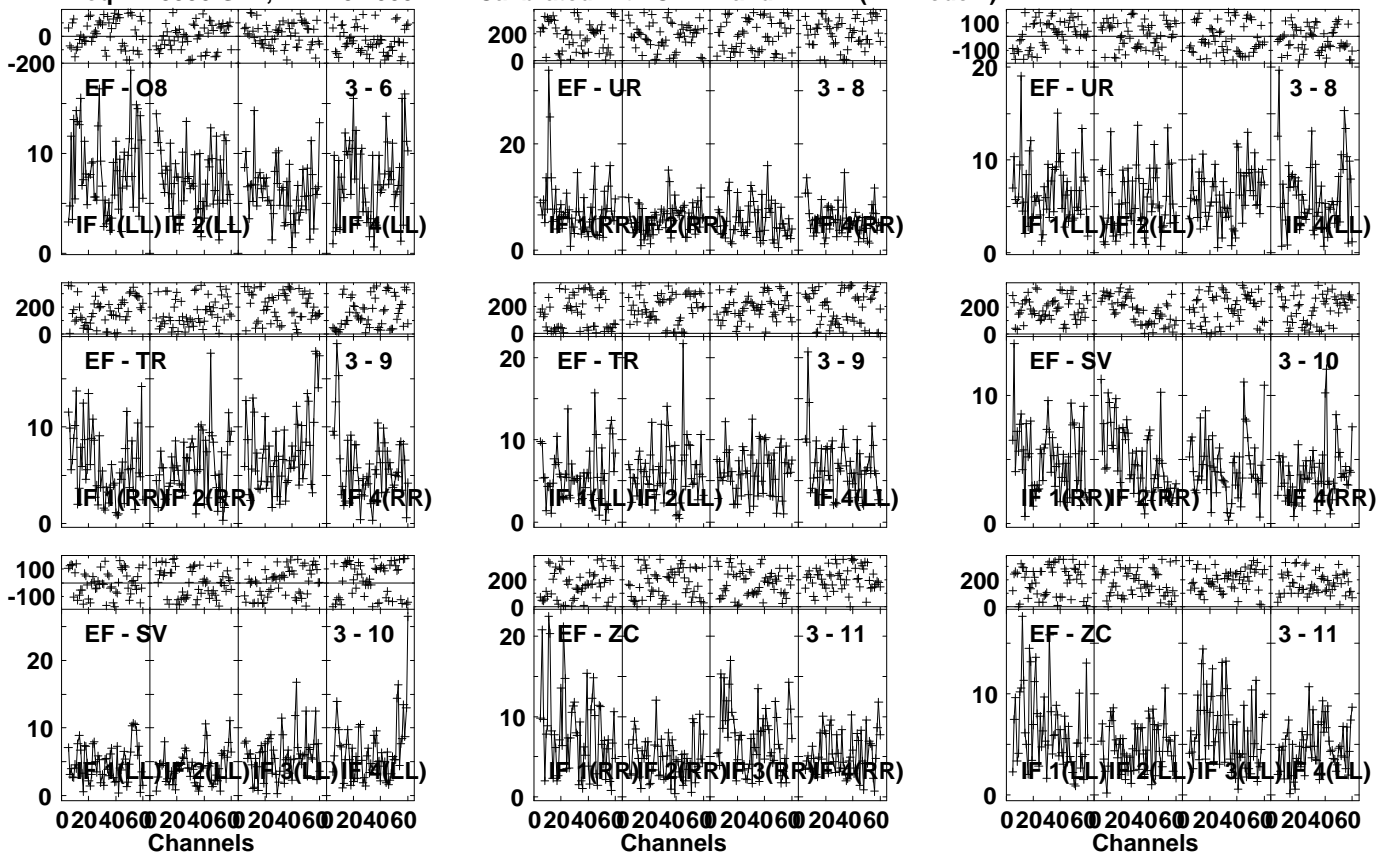 0
-200
EF - O8 3 - 6
10
0
IF 1(LL) IF 2(LL) IF 4(LL)
200
0
EF - UR 3 - 8
20
10
0
IF 1(RR) IF 2(RR) IF 4(RR)
100
-100
20
EF - UR 3 - 8
10
0
IF 1(LL) IF 2(LL) IF 4(LL)
200
0
EF - TR 3 - 9
10
0
IF 1(RR) IF 2(RR) IF 4(RR)
200
0
20
EF - TR 3 - 9
10
0
IF 1(LL) IF 2(LL) IF 4(LL)
200
0
EF - SV 3 - 10
10
0
IF 1(RR) IF 2(RR) IF 4(RR)
100
-100
EF - SV 3 - 10
20
10
0
IF 1(LL) IF 2(LL) IF 3(LL) IF 4(LL)
0 20 40 60 0 20 40 60 0 20 40 60 0 20 40 60
Channels
200
0
20
EF - ZC 3 - 11
10
0
IF 1(RR) IF 2(RR) IF 3(RR) IF 4(RR)
0 20 40 60 0 20 40 60 0 20 40 60 0 20 40 60
Channels
200
0
EF - ZC 3 - 11
10
0
IF 1(LL) IF 2(LL) IF 3(LL) IF 4(LL)
0 20 40 60 0 20 40 60 0 20 40 60 0 20 40 60
Channels